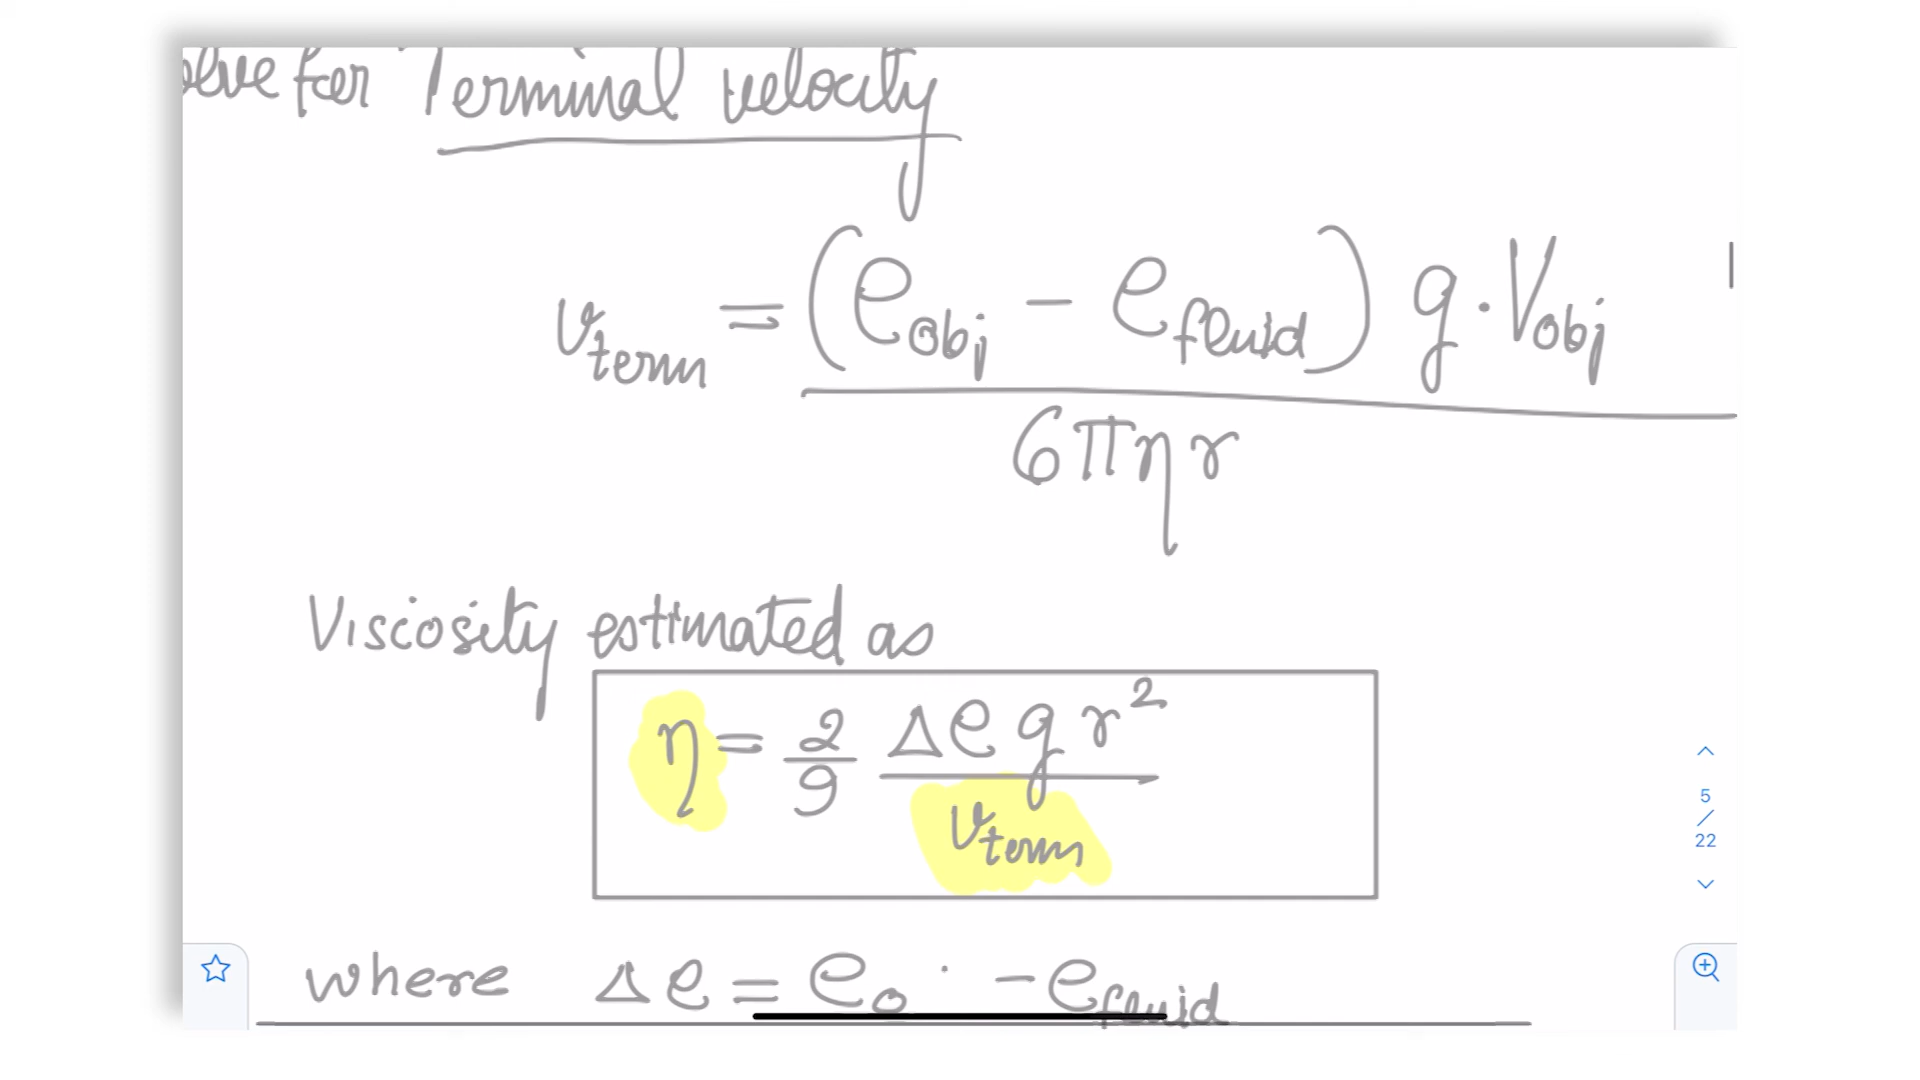 olve for Terminal velocity
v_term = (ρ_obj - ρ_fluid) g · V_obj
6πηr
Viscosity estimated as
η = 2/9 Δρ g r² / v_term
where Δρ = ρ_o - ρ_fluid
5
/
22